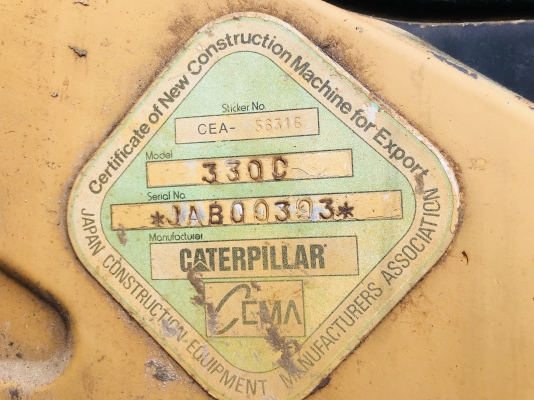 Certificate of New Construction Machine for Export
Sticker No.
CEA- 56316
Model
330C
Serial No.
*JAB00393*
Manufacturer
CATERPILLAR
CEMA
JAPAN CONSTRUCTION-EQUIPMENT MANUFACTURERS ASSOCIATION